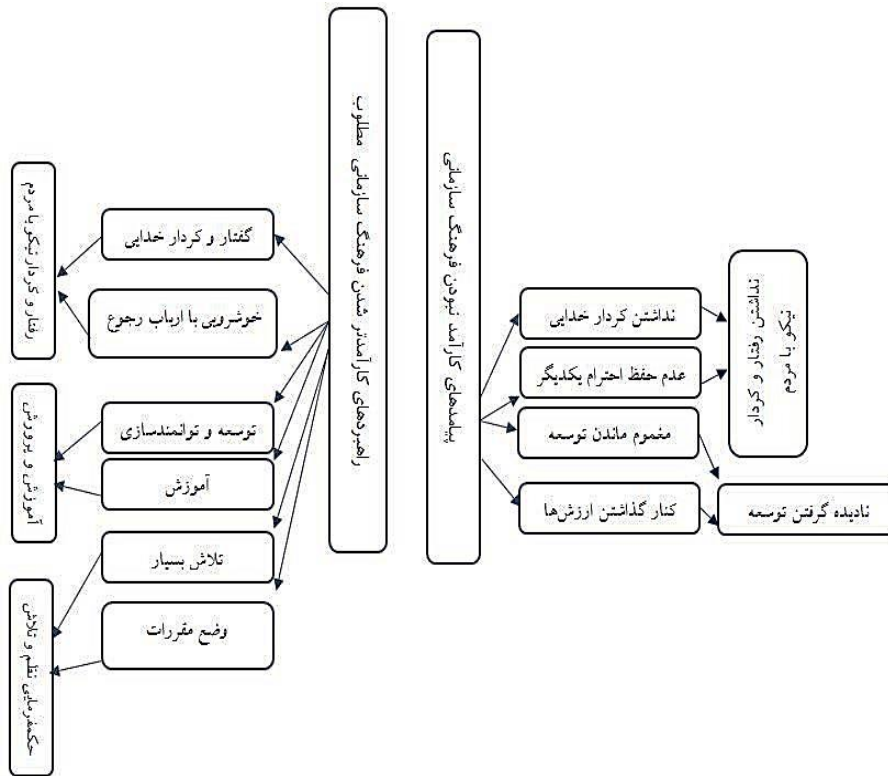 پیامدهای کارآمد نبودن فرهنگ سازمانی
نداشتن کردار خدایی
عدم حفظ احترام یکدیگر
مغموم ماندن توسعه
کنار گذاشتن ارزش‌ها
نداشتن رفتار و کردار
نیکو با مردم
نادیده گرفتن توسعه
راهبردهای کارآمدتر شدن فرهنگ سازمانی مطلوب
گفتار و کردار خدایی
خوشرویی با ارباب رجوع
توسعه و توانمندسازی
آموزش
تلاش بسیار
وضع مقررات
رفتار و کردار نیکو با مردم
آموزش و پرورش
حکمفرمایی نظم و تلاش